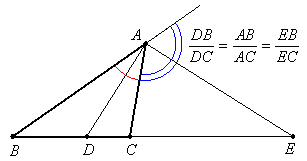 A
DB/DC = AB/AC = EB/EC
B D C E